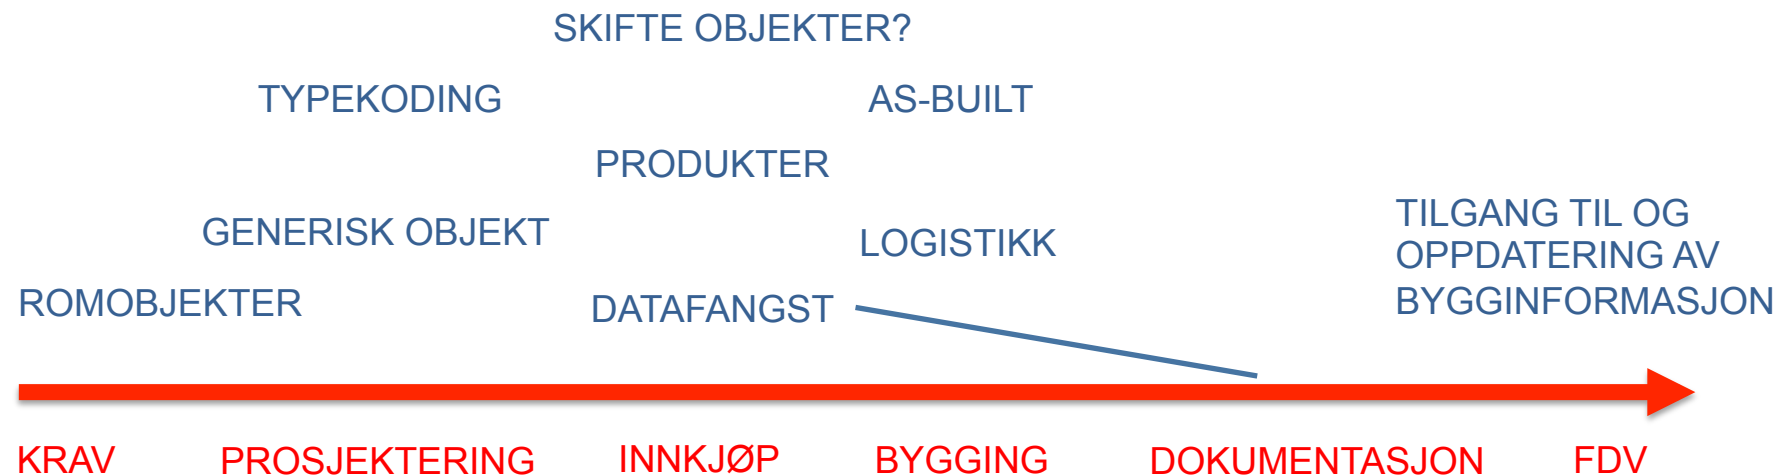 SKIFTE OBJEKTER?
TYPEKODING
AS-BUILT
PRODUKTER
GENERISK OBJEKT
LOGISTIKK
TILGANG TIL OG
OPPDATERING AV
BYGGINFORMASJON
ROMOBJEKTER
DATAFANGST
KRAV
PROSJEKTERING
INNKJØP
BYGGING
DOKUMENTASJON
FDV